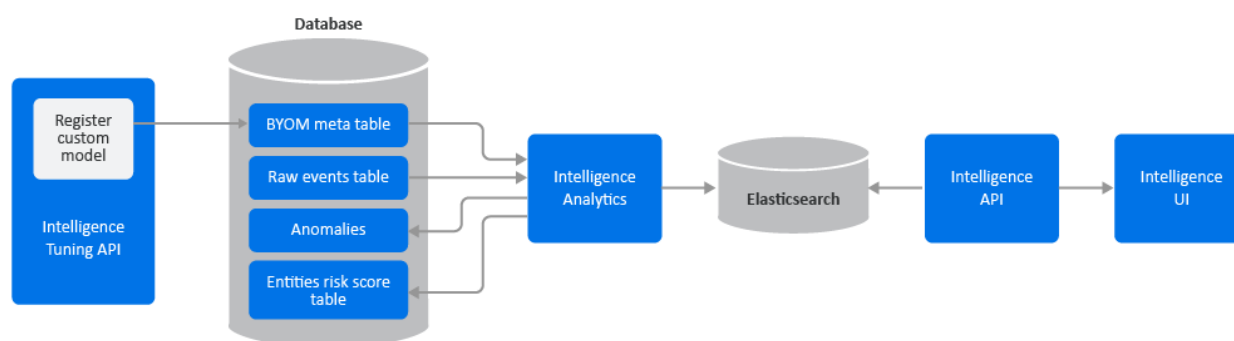 Database
Register
custom
model
Intelligence
Tuning API
BYOM meta table
Raw events table
Anomalies
Entities risk score
table
Intelligence
Analytics
Elasticsearch
Intelligence
API
Intelligence
UI